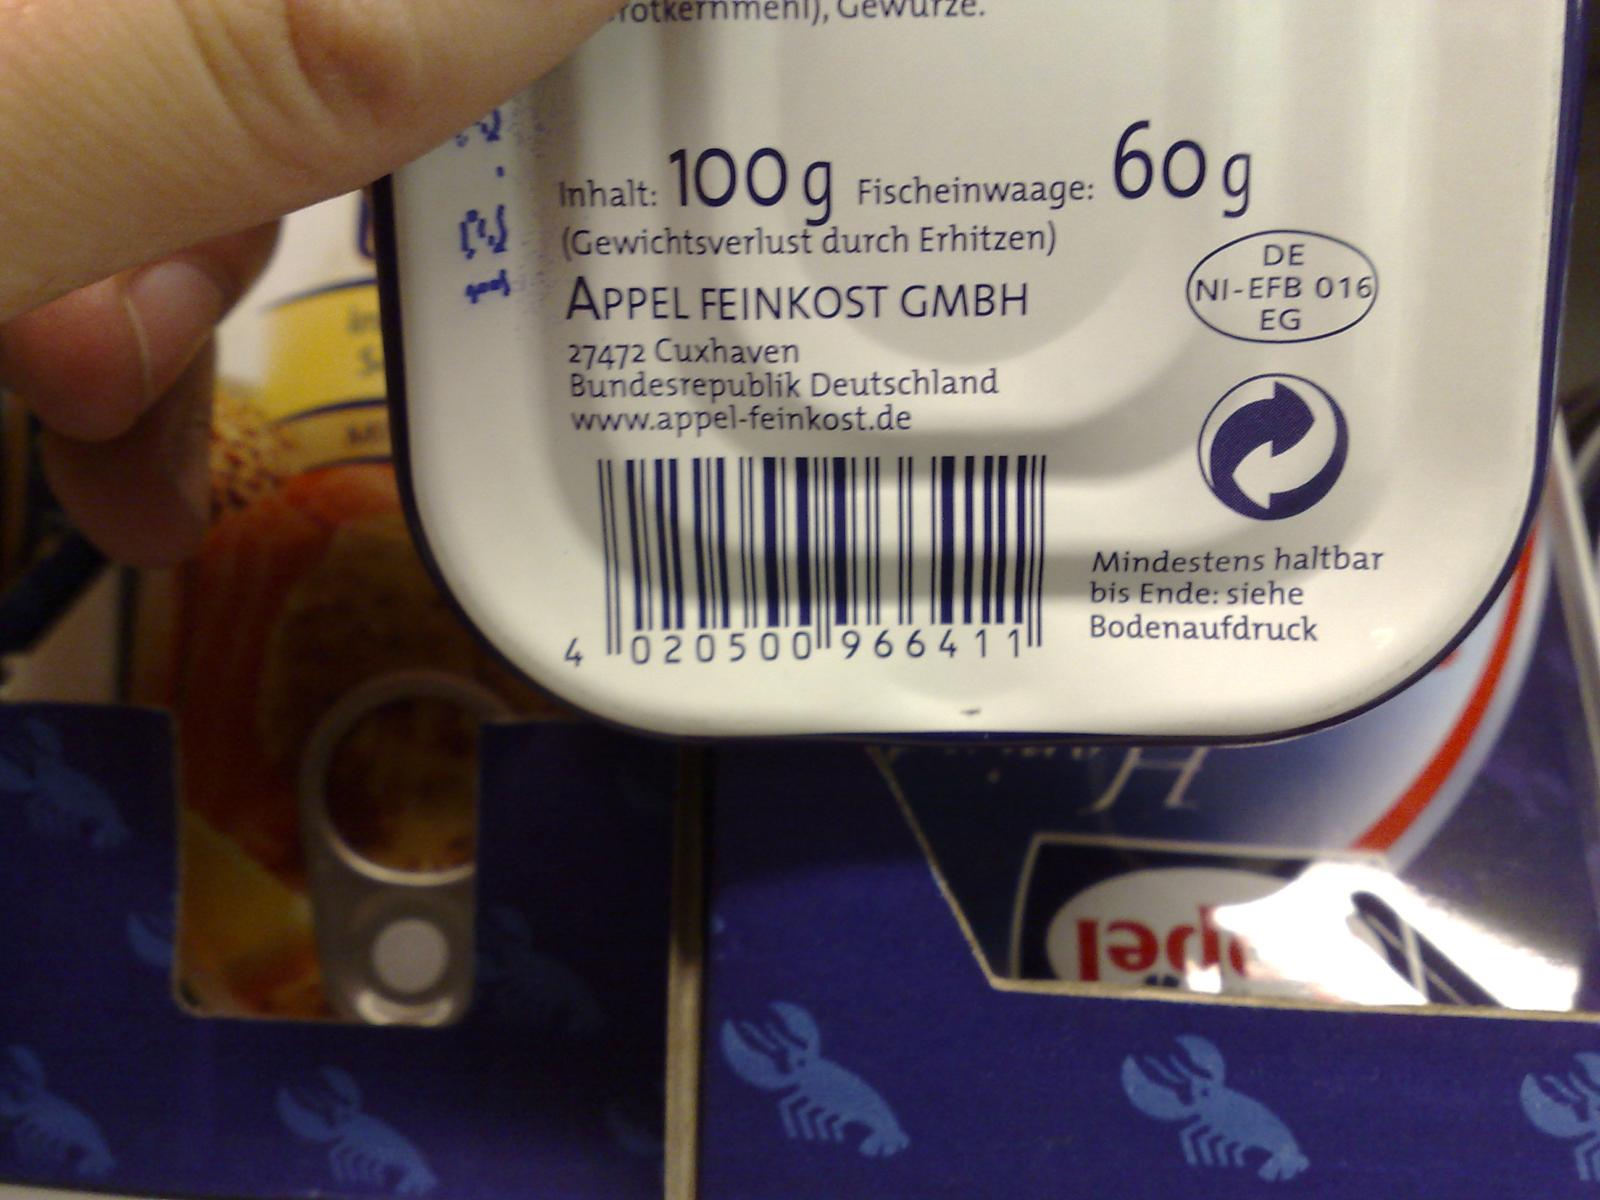 Gewürze.
Inhalt: 100 g Fischeinwaage: 60 g
(Gewichtsverlust durch Erhitzen)
APPEL FEINKOST GMBH
27472 Cuxhaven
Bundesrepublik Deutschland
www.appel-feinkost.de
DE
NI-EFB 016
EG
4 020500 966411
Mindestens haltbar
bis Ende: siehe
Bodenaufdruck